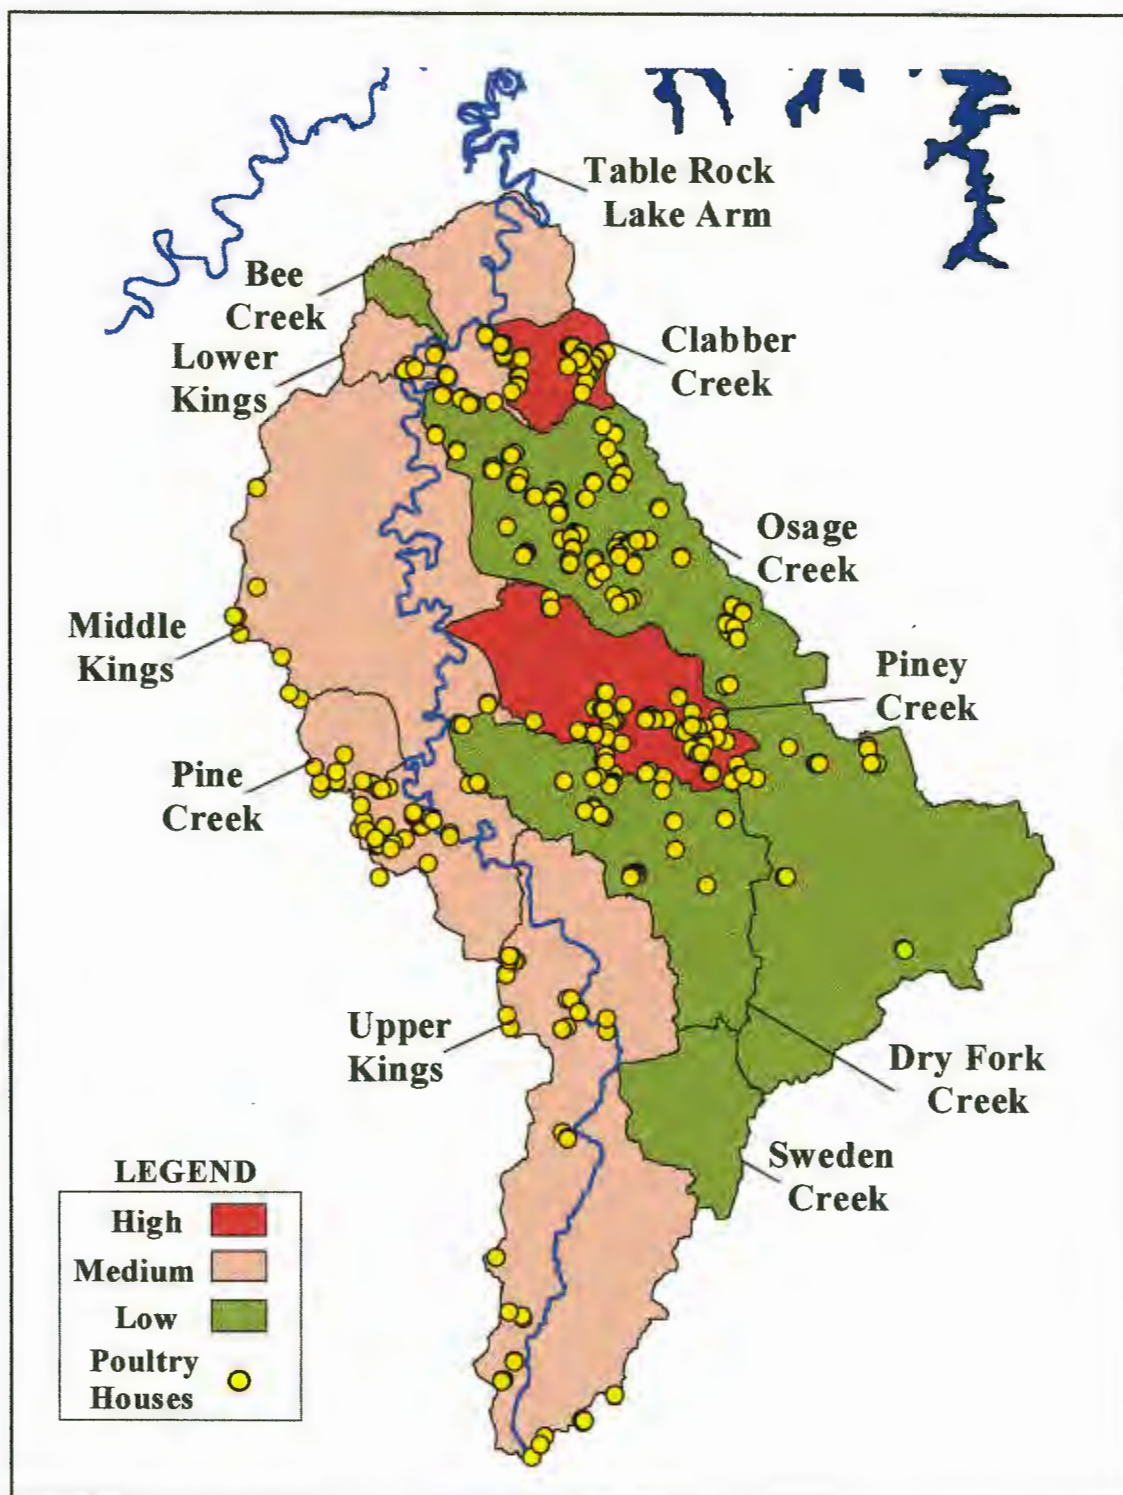 Table Rock
Lake Arm
Bee
Creek
Lower
Kings
Clabber
Creek
Osage
Creek
Middle
Kings
Piney
Creek
Pine
Creek
Upper
Kings
Dry Fork
Creek
Sweden
Creek
LEGEND
High
Medium
Low
Poultry
Houses